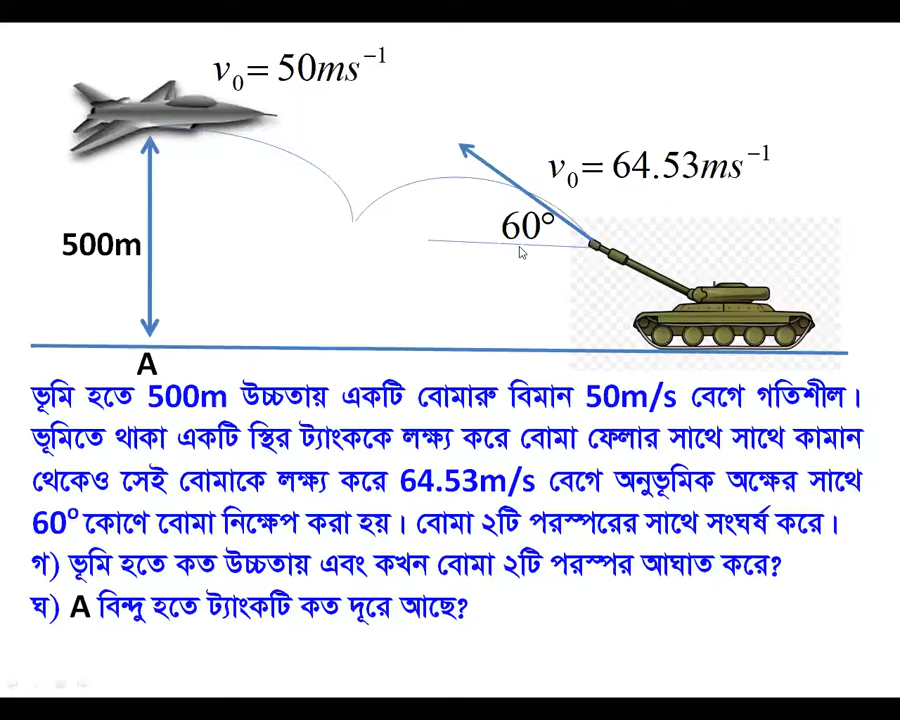 v₀ = 50ms⁻¹
v₀ = 64.53ms⁻¹
60°
500m
A
ভূমি হতে 500m উচ্চতায় একটি বোমারু বিমান 50m/s বেগে গতিশীল।
ভূমিতে থাকা একটি স্থির ট্যাংককে লক্ষ্য করে বোমা ফেলার সাথে সাথে কামান
থেকেও সেই বোমাকে লক্ষ্য করে 64.53m/s বেগে অনুভূমিক অক্ষের সাথে
60° কোণে বোমা নিক্ষেপ করা হয়। বোমা ২টি পরস্পরের সাথে সংঘর্ষ করে।
গ) ভূমি হতে কত উচ্চতায় এবং কখন বোমা ২টি পরস্পর আঘাত করে?
ঘ) A বিন্দু হতে ট্যাংকটি কত দূরে আছে?